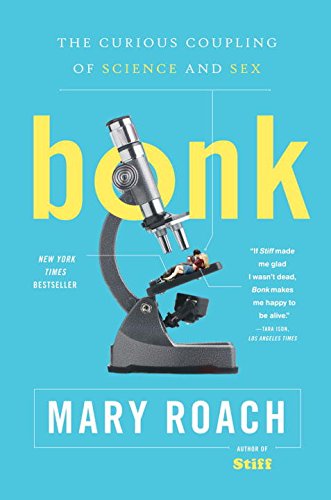 THE CURIOUS COUPLING
OF SCIENCE AND SEX
bonk
NEW YORK
TIMES
BESTSELLER
"If Stiff made
me glad
I wasn't dead,
Bonk makes
me happy to
be alive."
—TARA ISON,
LOS ANGELES TIMES
MARY ROACH
AUTHOR OF
Stiff